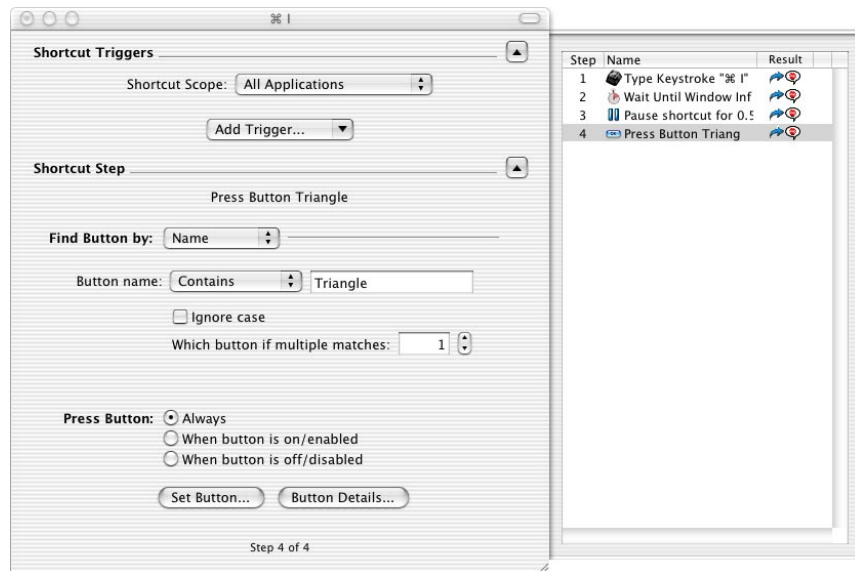 ⌘ I
Shortcut Triggers
Shortcut Scope: All Applications
Add Trigger...
Shortcut Step
Press Button Triangle
Find Button by: Name
Button name: Contains Triangle
Ignore case
Which button if multiple matches: 1
Press Button: Always
When button is on/enabled
When button is off/disabled
Set Button... Button Details...
Step 4 of 4
Step Name Result
1 Type Keystroke "⌘ I"
2 Wait Until Window Inf
3 Pause shortcut for 0.5
4 Press Button Triang